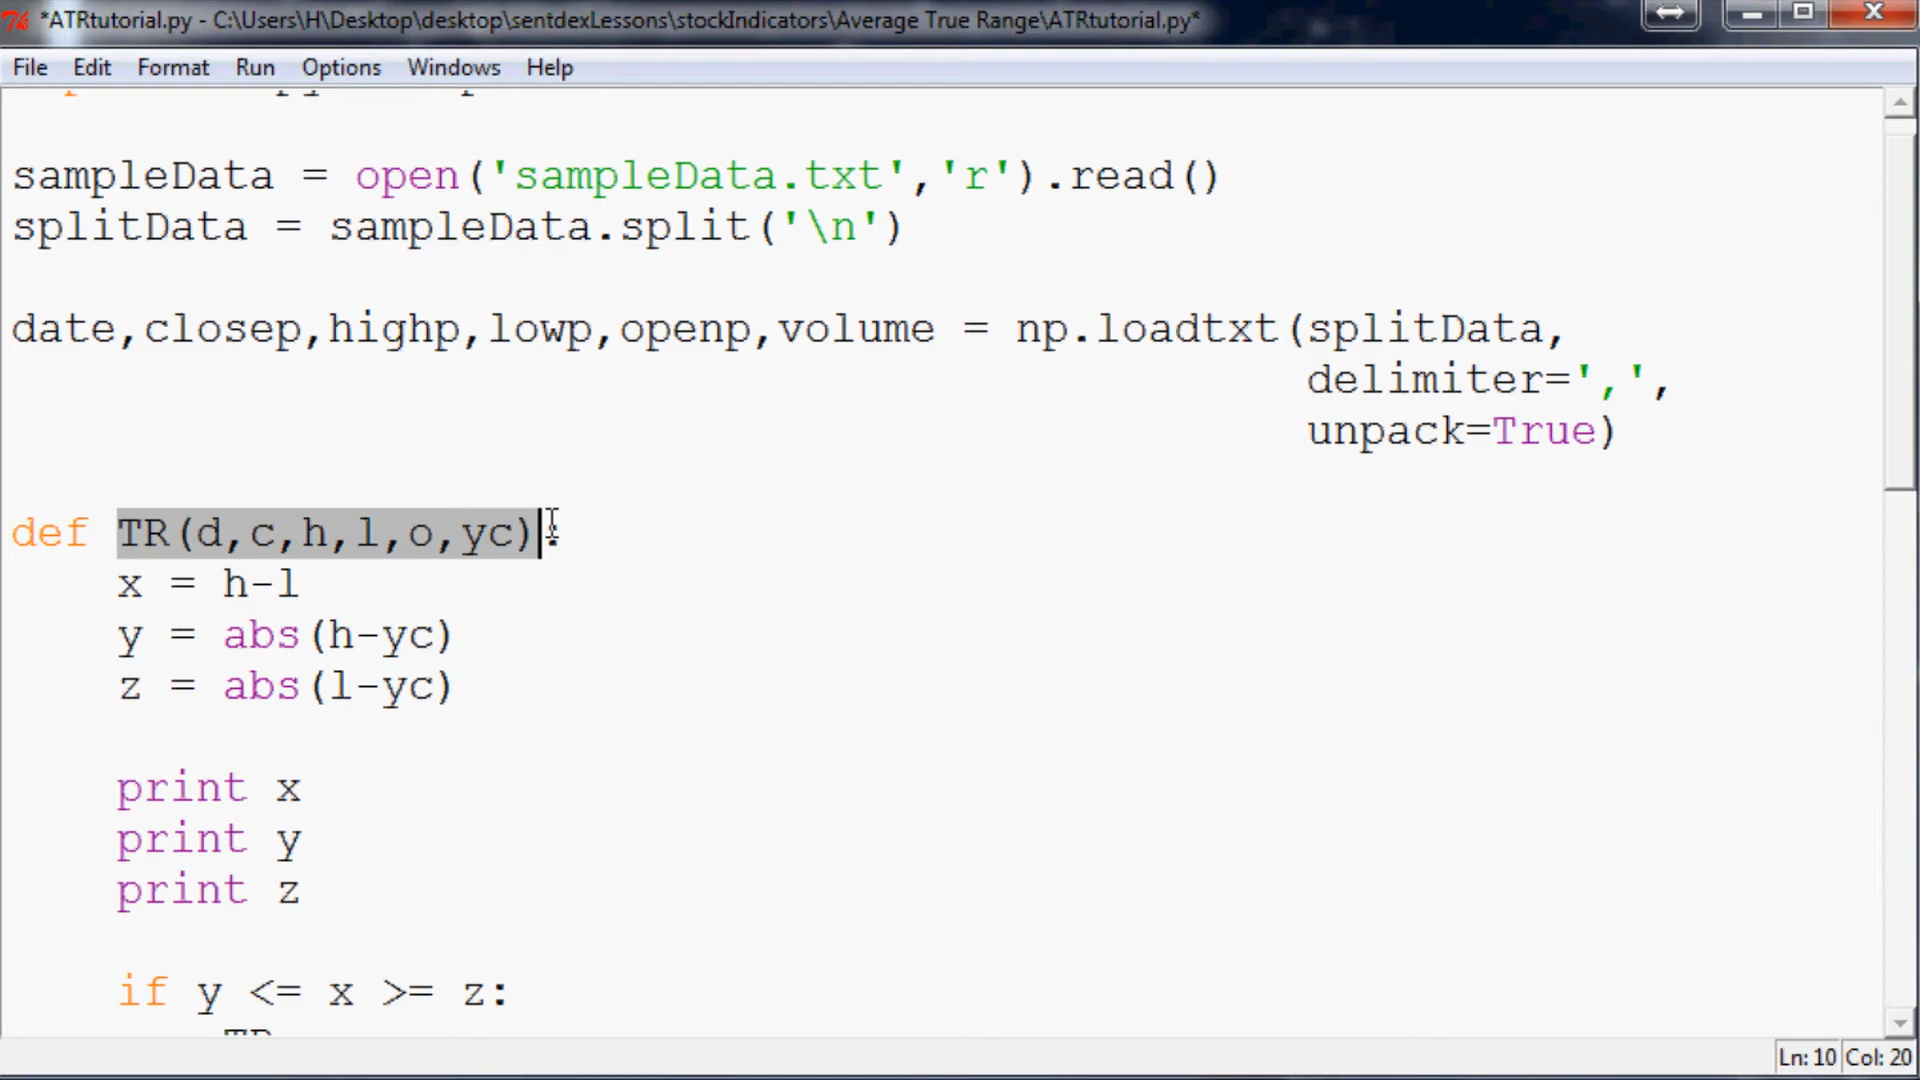 *ATRtutorial.py - C:\Users\H\Desktop\desktop\sentdexLessons\stockIndicators\Average True Range\ATRtutorial.py*
File Edit Format Run Options Windows Help
sampleData = open('sampleData.txt','r').read()
splitData = sampleData.split('\n')
date,closep,highp,lowp,openp,volume = np.loadtxt(splitData,
delimiter=',',
unpack=True)
def TR(d,c,h,l,o,yc):
x = h-l
y = abs(h-yc)
z = abs(l-yc)
print x
print y
print z
if y <= x >= z:
Ln: 10 Col: 20